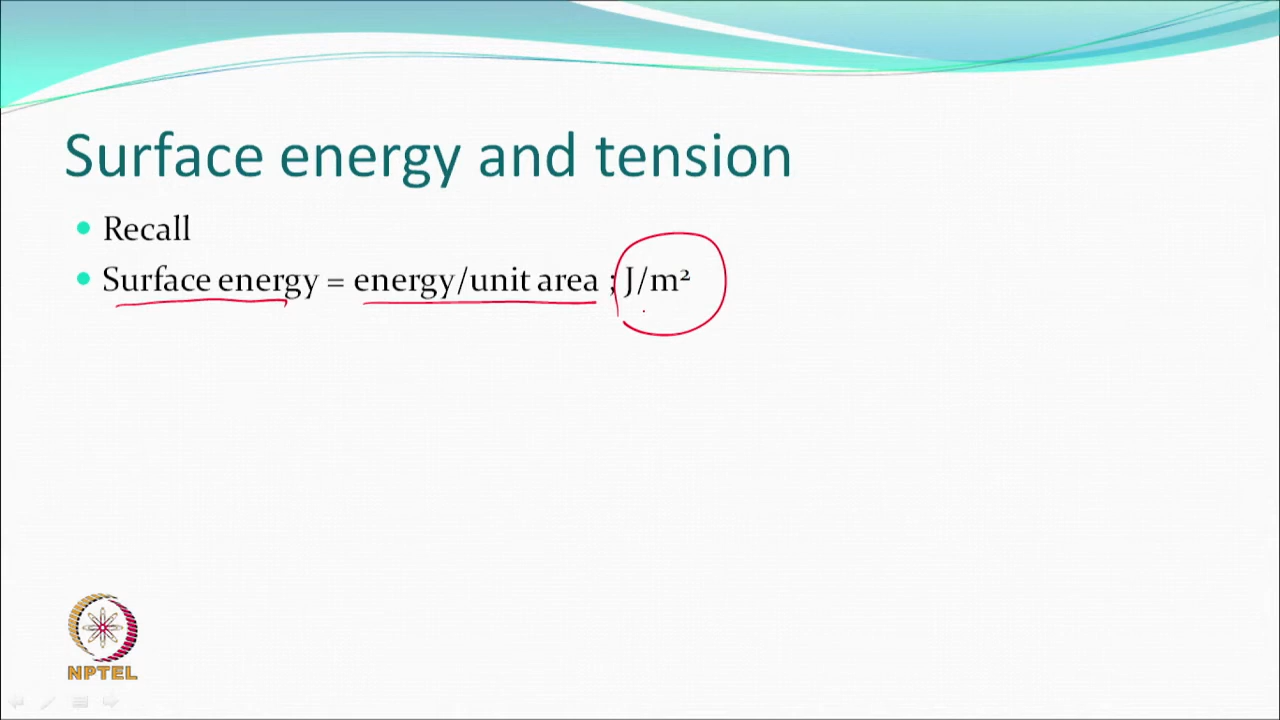 Surface energy and tension
Recall
Surface energy = energy/unit area ; J/m²
NPTEL